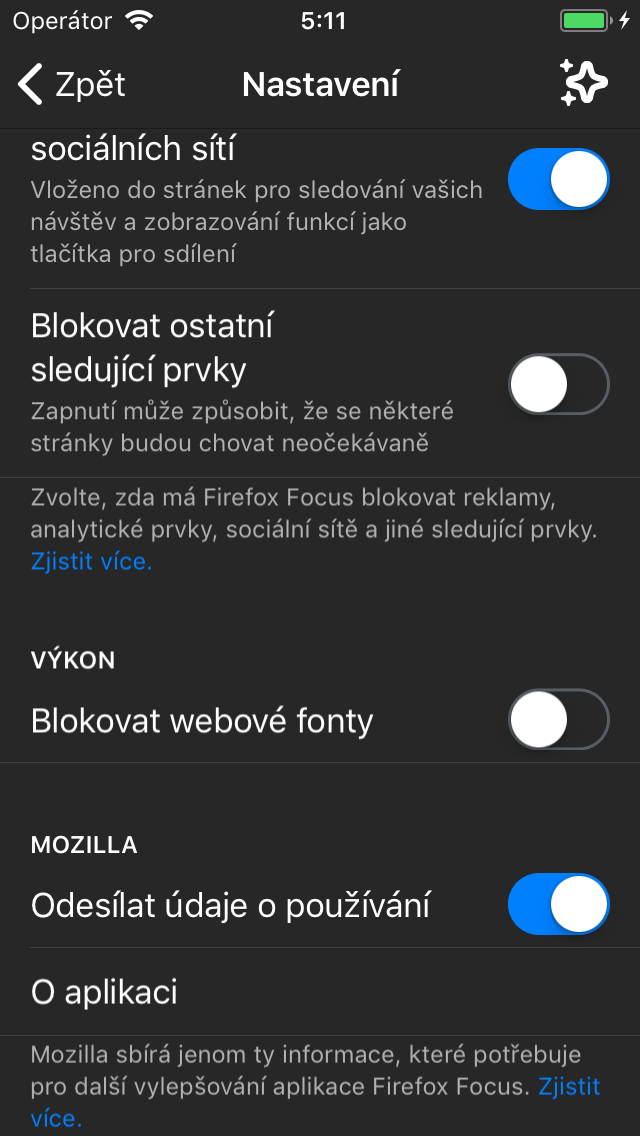 Operátor
5:11
Zpět
Nastavení
sociálních sítí
Vloženo do stránek pro sledování vašich
návštěv a zobrazování funkcí jako
tlačítka pro sdílení
Blokovat ostatní
sledující prvky
Zapnutí může způsobit, že se některé
stránky budou chovat neočekávaně
Zvolte, zda má Firefox Focus blokovat reklamy,
analytické prvky, sociální sítě a jiné sledující prvky.
Zjistit více.
VÝKON
Blokovat webové fonty
MOZILLA
Odesílat údaje o používání
O aplikaci
Mozilla sbírá jenom ty informace, které potřebuje
pro další vylepšování aplikace Firefox Focus. Zjistit
více.